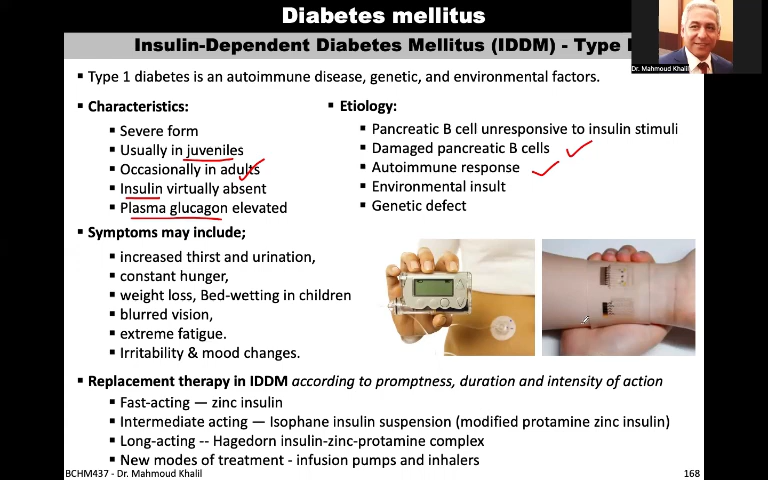 Diabetes mellitus
Insulin-Dependent Diabetes Mellitus (IDDM) - Type
Dr. Mahmoud Khalil
▪ Type 1 diabetes is an autoimmune disease, genetic, and environmental factors.
▪ Characteristics:
▪ Severe form
▪ Usually in juveniles
▪ Occasionally in adults
▪ Insulin virtually absent
▪ Plasma glucagon elevated
▪ Etiology:
▪ Pancreatic B cell unresponsive to insulin stimuli
▪ Damaged pancreatic B cells
▪ Autoimmune response
▪ Environmental insult
▪ Genetic defect
▪ Symptoms may include;
▪ increased thirst and urination,
▪ constant hunger,
▪ weight loss, Bed-wetting in children
▪ blurred vision,
▪ extreme fatigue.
▪ Irritability & mood changes.
▪ Replacement therapy in IDDM according to promptness, duration and intensity of action
▪ Fast-acting — zinc insulin
▪ Intermediate acting — Isophane insulin suspension (modified protamine zinc insulin)
▪ Long-acting -- Hagedorn insulin-zinc-protamine complex
▪ New modes of treatment - infusion pumps and inhalers
BCHM437 - Dr. Mahmoud Khalil
168